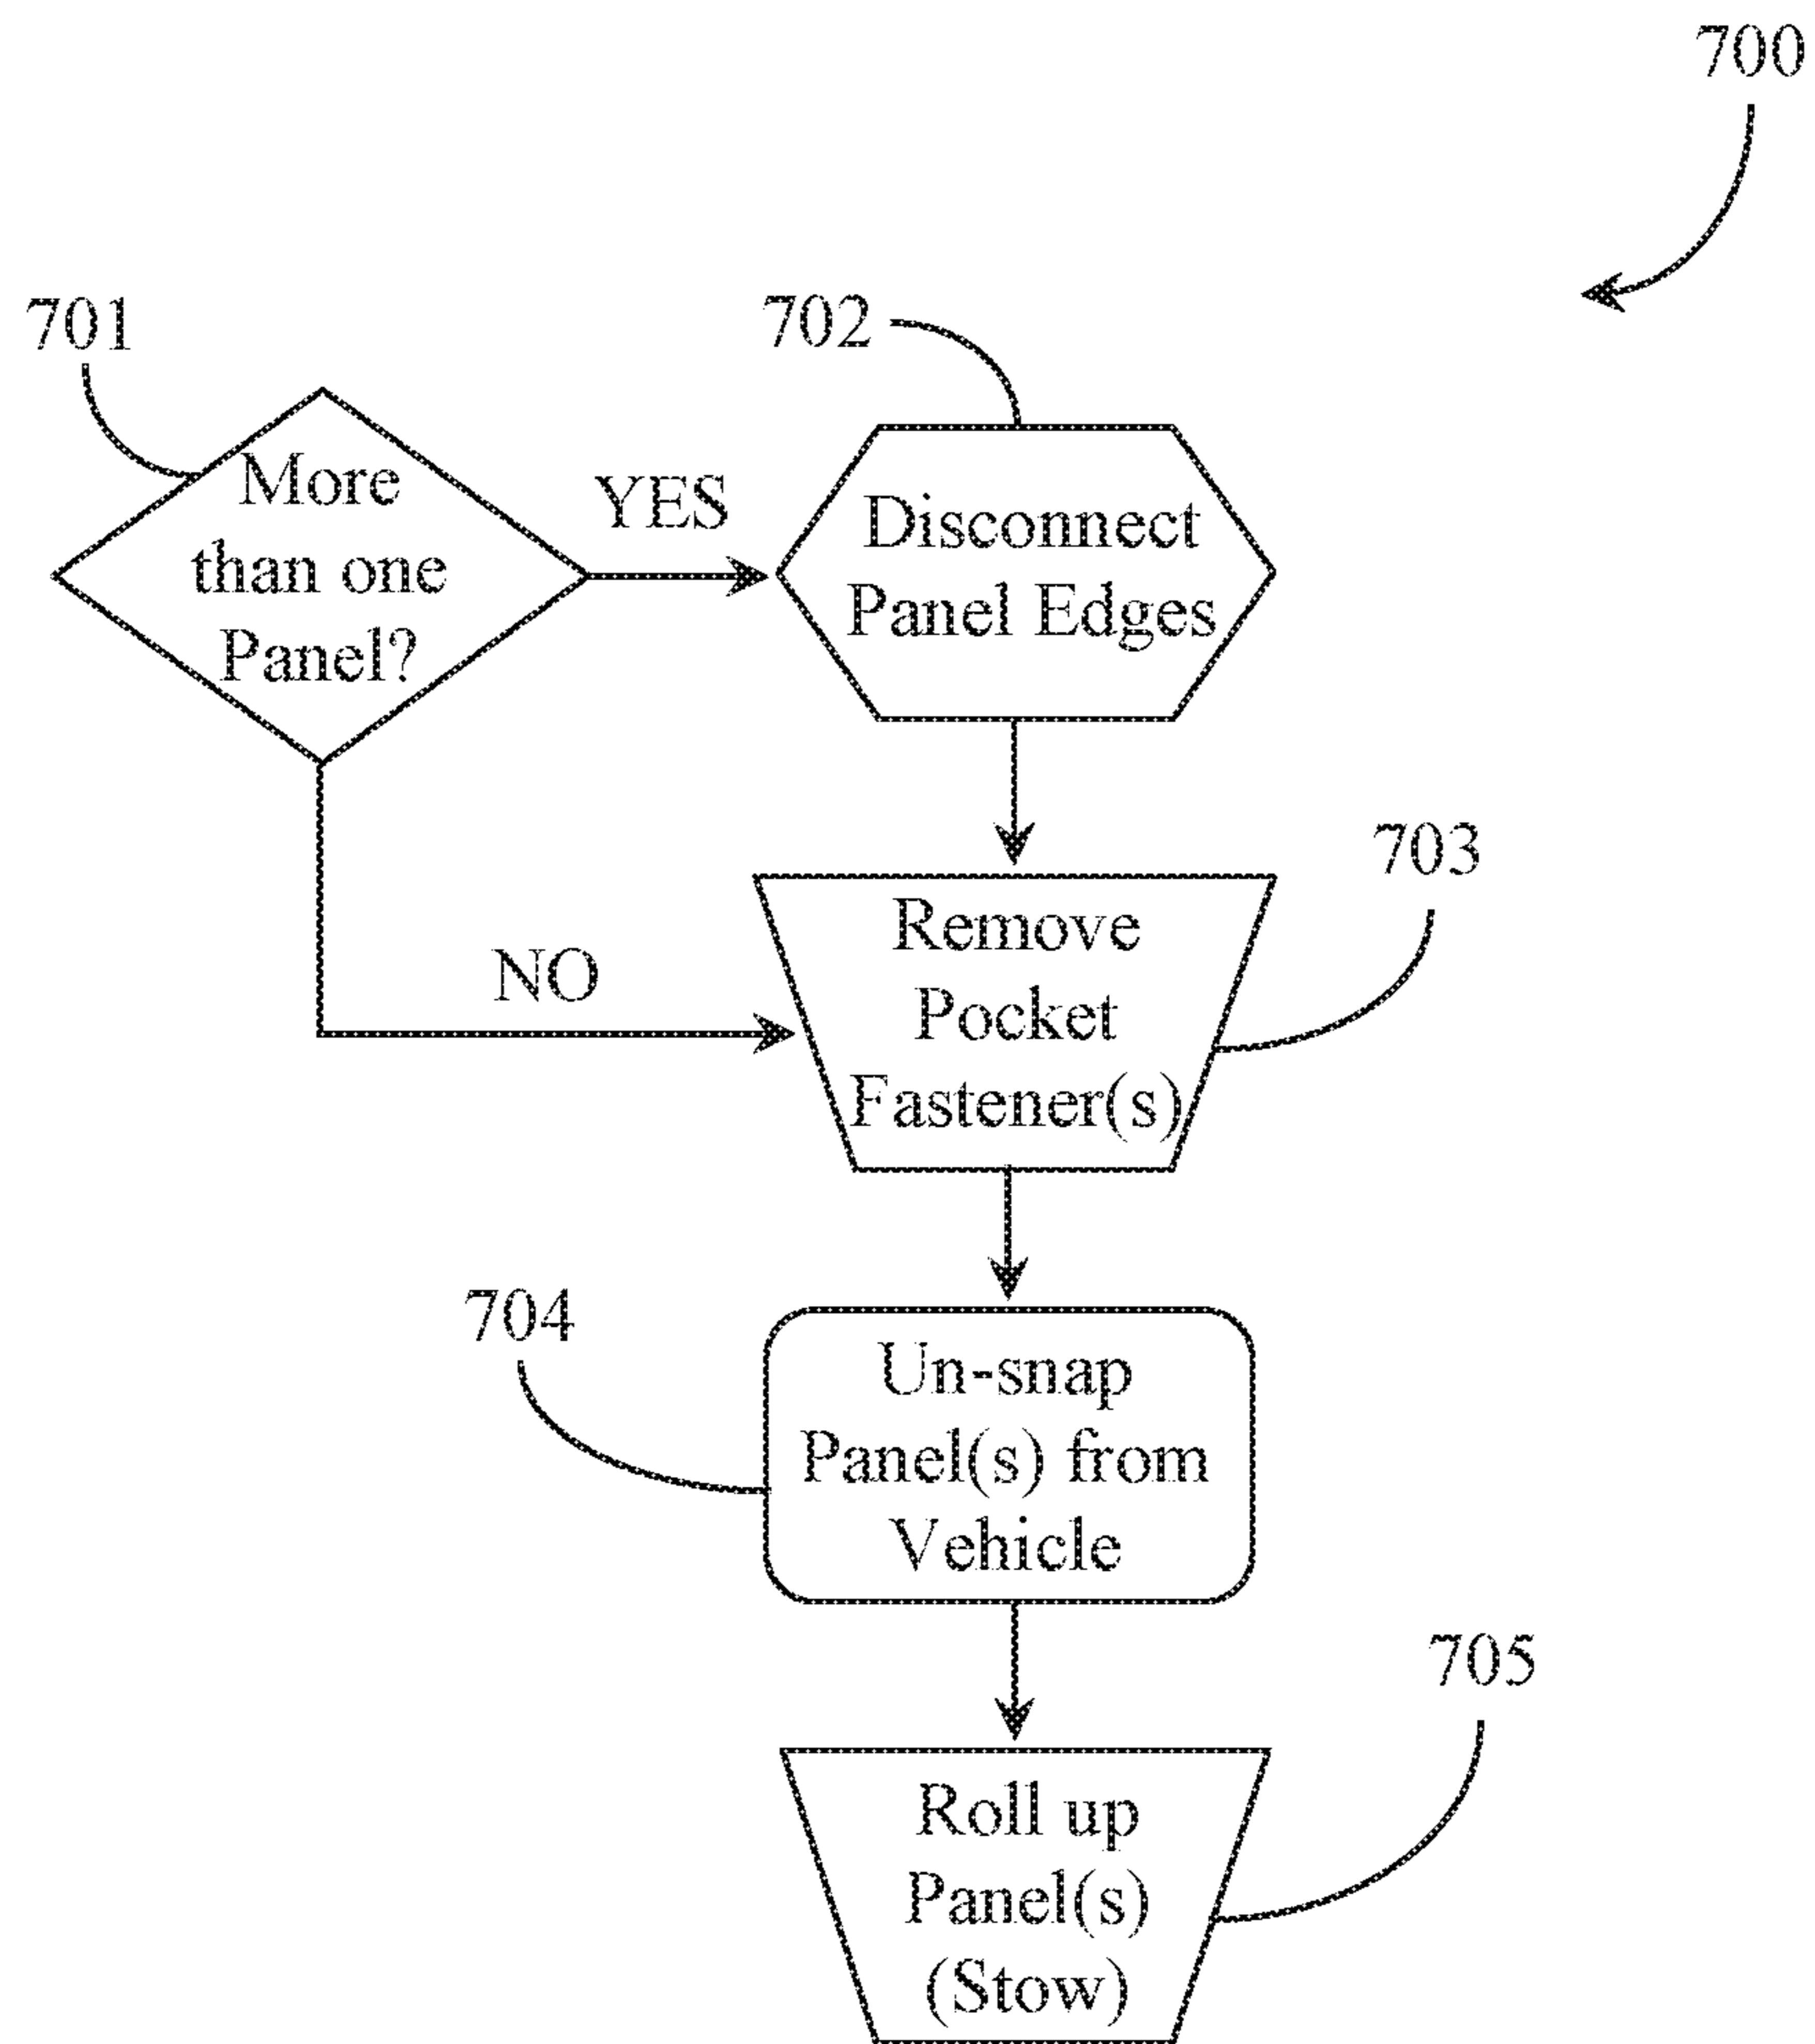 700
701
702
More
than one
Panel?
YES
Disconnect
Panel Edges
703
NO
Remove
Pocket
Fastener(s)
704
Un-snap
Panel(s) from
Vehicle
705
Roll up
Panel(s)
(Stow)